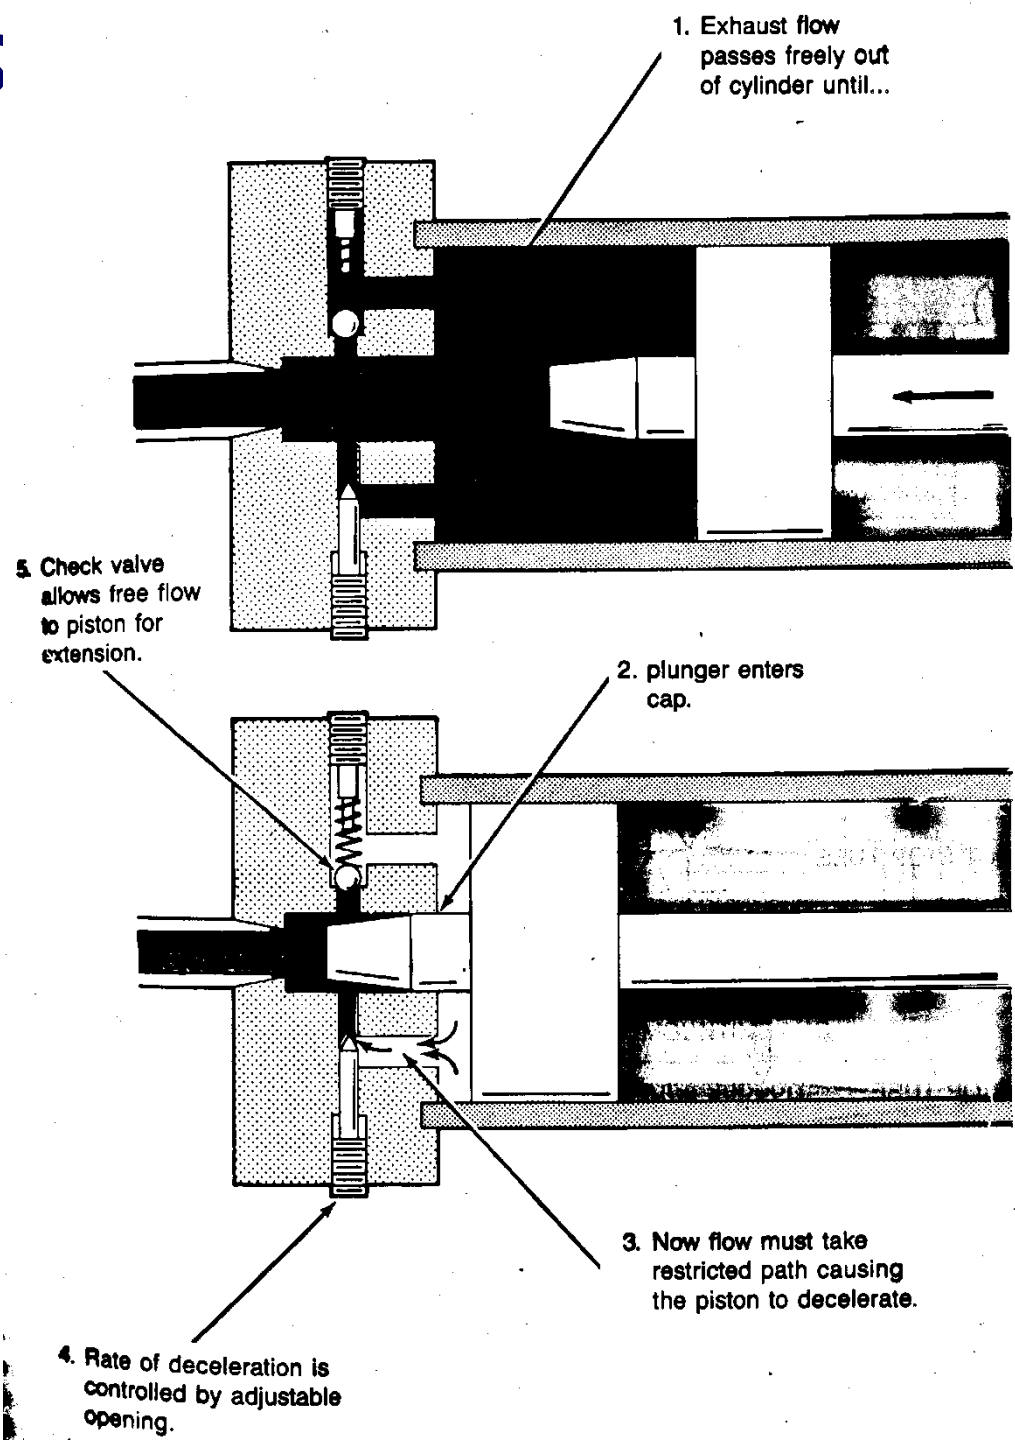 1. Exhaust flow
passes freely out
of cylinder until...
5. Check valve
allows free flow
to piston for
extension.
2. plunger enters
cap.
3. Now flow must take
restricted path causing
the piston to decelerate.
4. Rate of deceleration is
controlled by adjustable
opening.